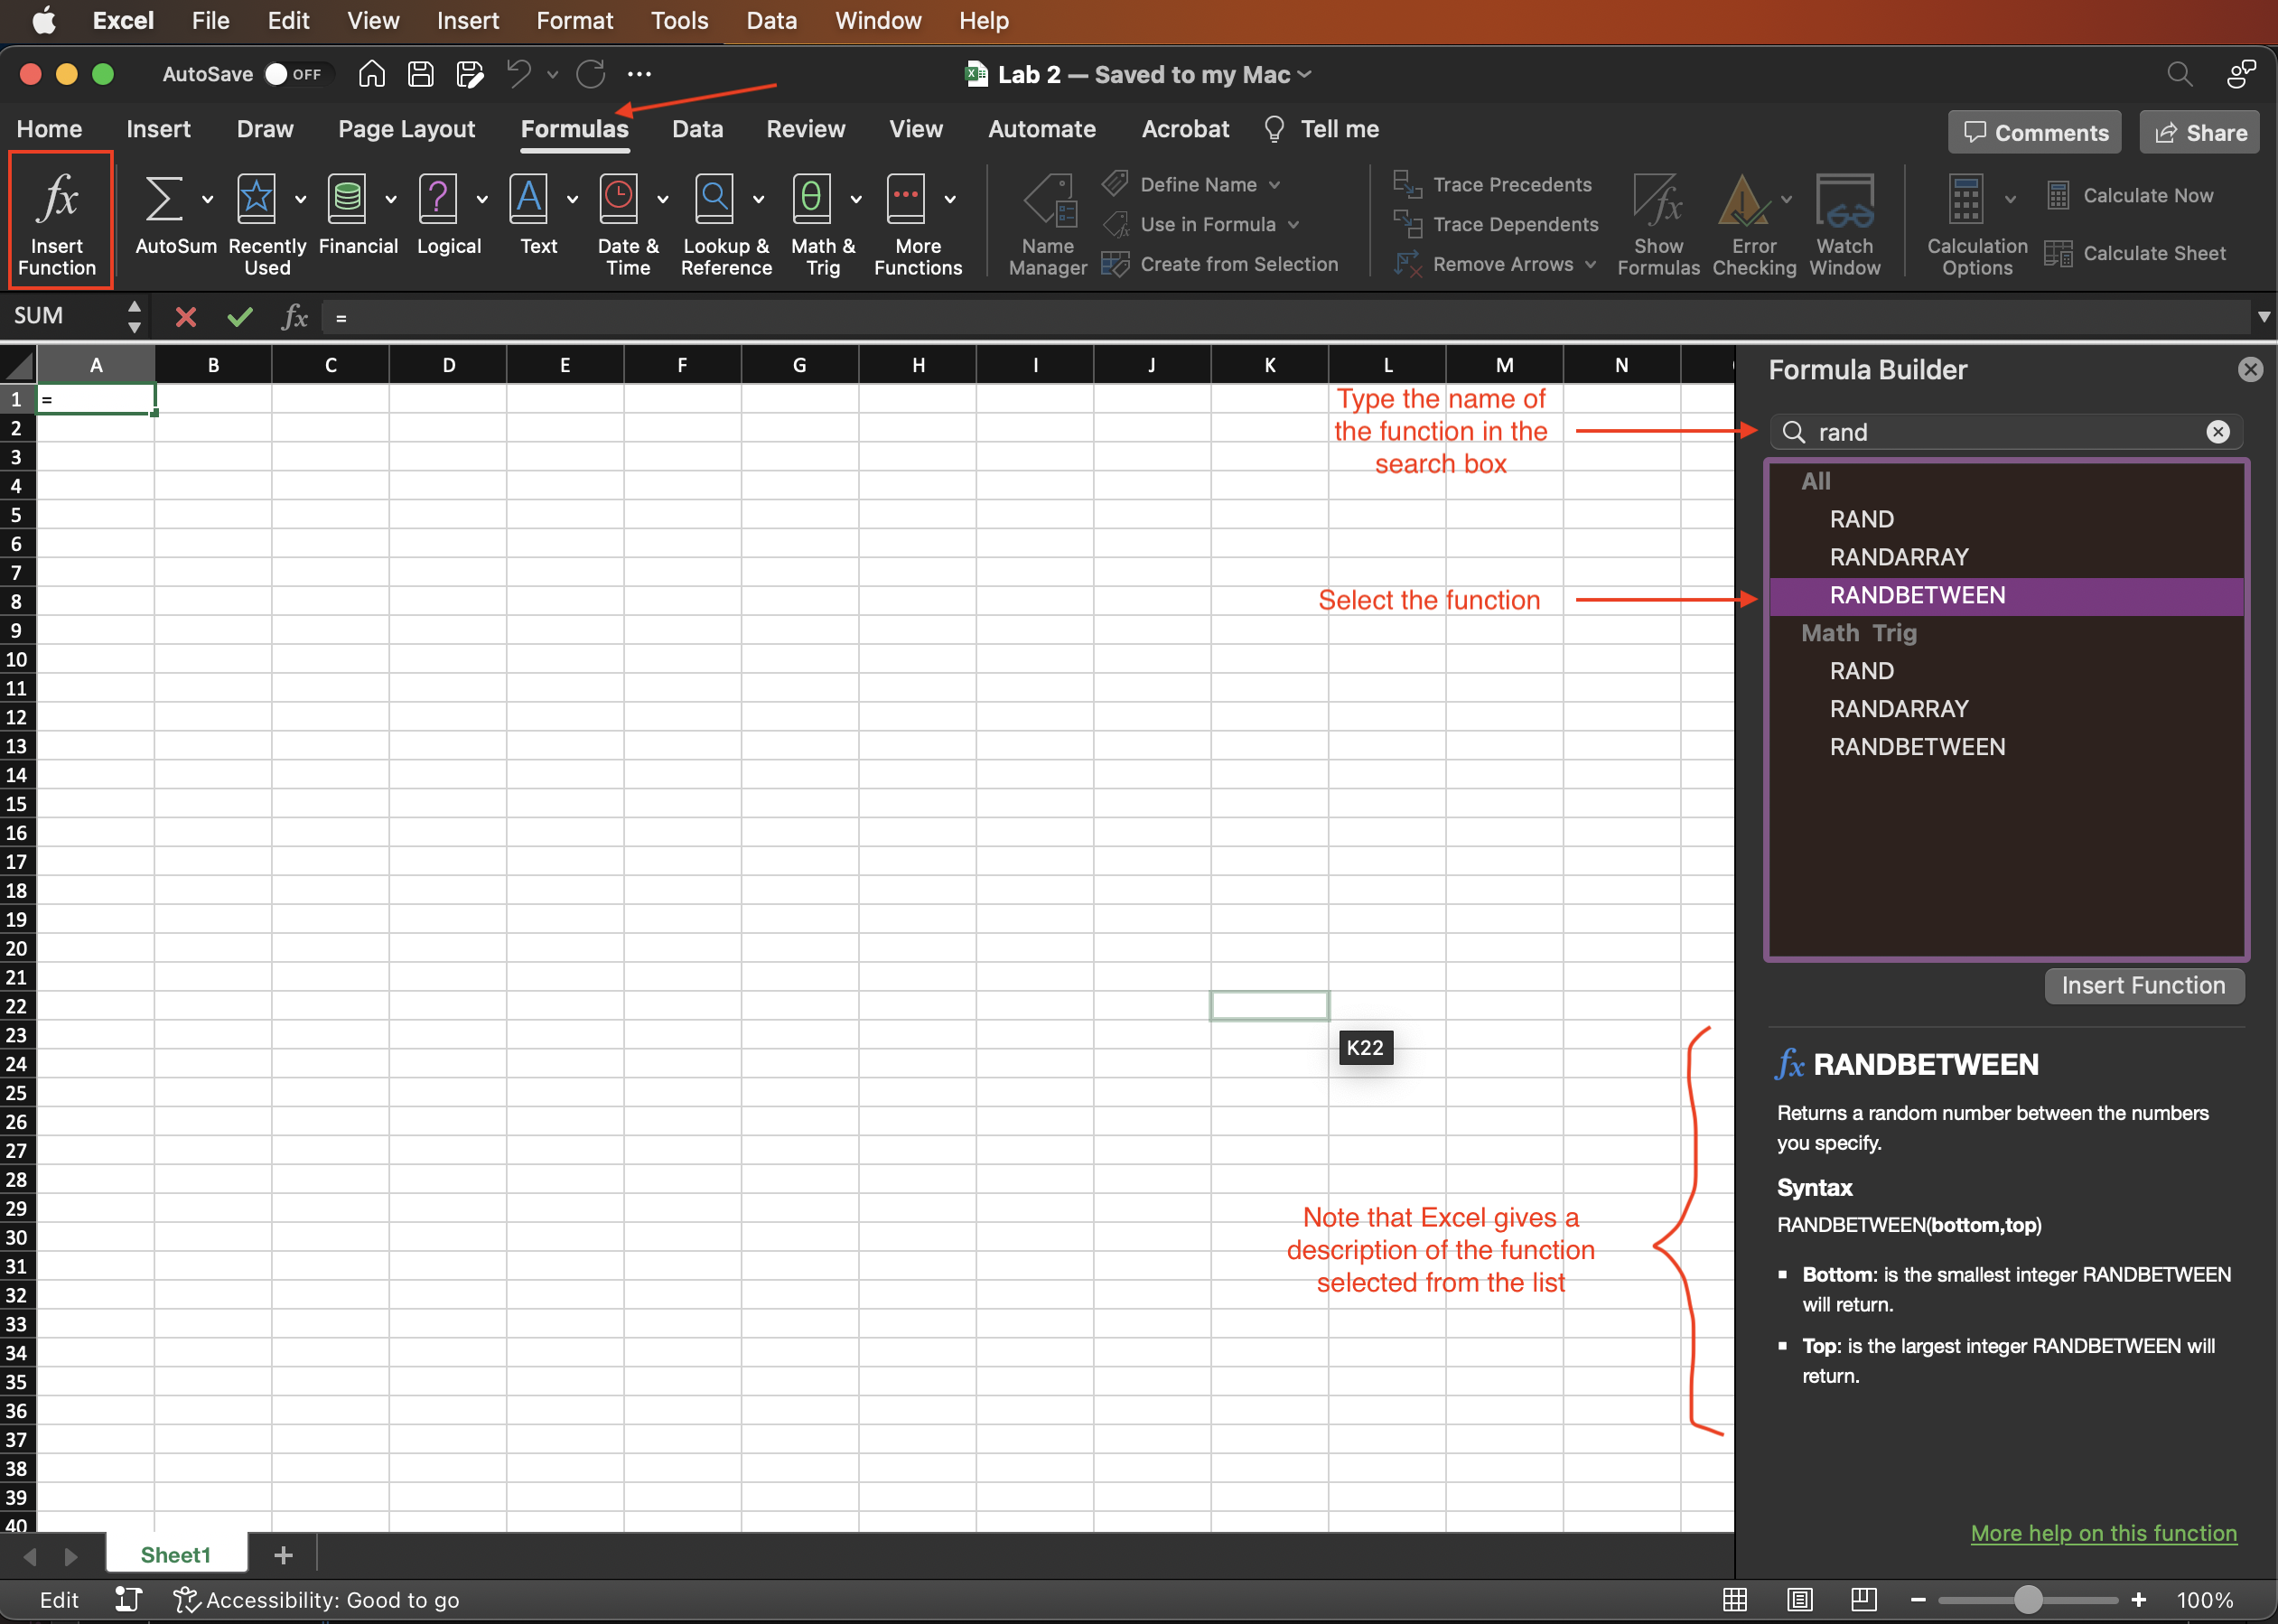 Excel File Edit View Insert Format Tools Data Window Help
AutoSave OFF
Lab 2 — Saved to my Mac
Home Insert Draw Page Layout Formulas Data Review View Automate Acrobat Tell me
Comments Share
Insert Function
AutoSum
Recently Used
Financial
Logical
Text
Date & Time
Lookup & Reference
Math & Trig
More Functions
Name Manager
Define Name
Use in Formula
Create from Selection
Trace Precedents
Trace Dependents
Remove Arrows
Show Formulas
Error Checking
Watch Window
Calculation Options
Calculate Now
Calculate Sheet
SUM fx =
A B C D E F G H I J K L M N
1 =
2
3
4
5
6
7
8
9
10
11
12
13
14
15
16
17
18
19
20
21
22
23
24
25
26
27
28
29
30
31
32
33
34
35
36
37
38
39
40
Type the name of
the function in the
search box
Select the function
K22
Note that Excel gives a
description of the function
selected from the list
Formula Builder
rand
All
RAND
RANDARRAY
RANDBETWEEN
Math Trig
RAND
RANDARRAY
RANDBETWEEN
Insert Function
fx RANDBETWEEN
Returns a random number between the numbers
you specify.
Syntax
RANDBETWEEN(bottom,top)
▪ Bottom: is the smallest integer RANDBETWEEN
will return.
▪ Top: is the largest integer RANDBETWEEN will
return.
More help on this function
Sheet1 +
Edit Accessibility: Good to go
− + 100%